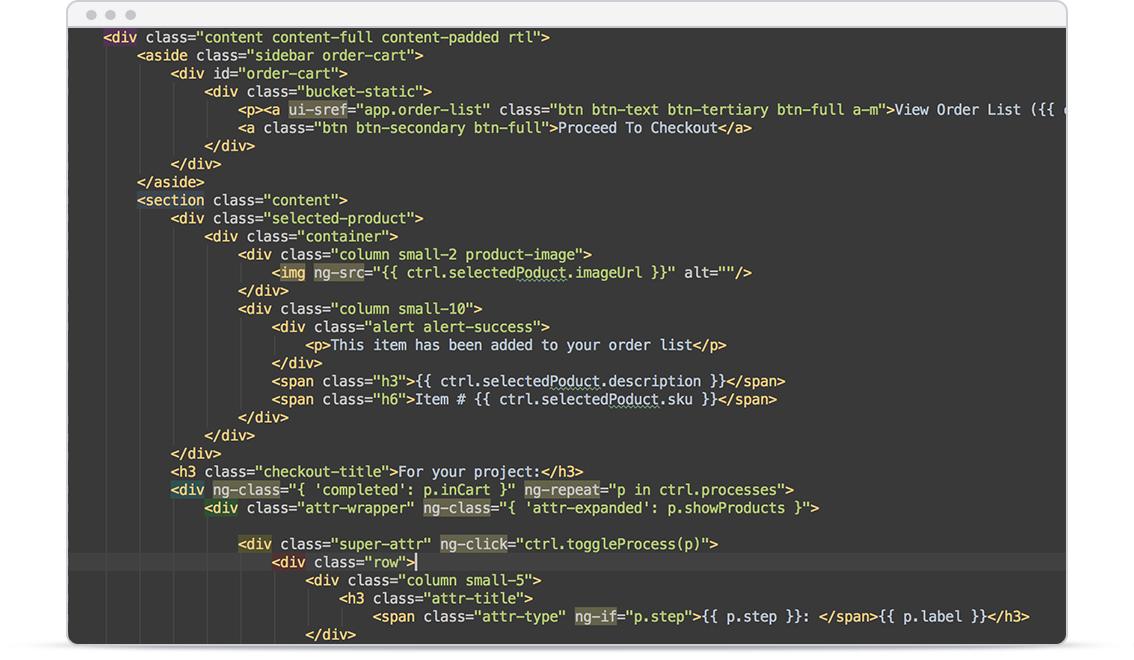 <div class="content content-full content-padded rtl">
<aside class="sidebar order-cart">
<div id="order-cart">
<div class="bucket-static">
<p><a ui-sref="app.order-list" class="btn btn-text btn-tertiary btn-full a-m">View Order List ({{
<a class="btn btn-secondary btn-full">Proceed To Checkout</a>
</div>
</div>
</aside>
<section class="content">
<div class="selected-product">
<div class="container">
<div class="column small-2 product-image">
<img ng-src="{{ ctrl.selectedPoduct.imageUrl }}" alt=""/>
</div>
<div class="column small-10">
<div class="alert alert-success">
<p>This item has been added to your order list</p>
</div>
<span class="h3">{{ ctrl.selectedPoduct.description }}</span>
<span class="h6">Item # {{ ctrl.selectedPoduct.sku }}</span>
</div>
</div>
</div>
<h3 class="checkout-title">For your project:</h3>
<div ng-class="{ 'completed': p.inCart }" ng-repeat="p in ctrl.processes">
<div class="attr-wrapper" ng-class="{ 'attr-expanded': p.showProducts }">
<div class="super-attr" ng-click="ctrl.toggleProcess(p)">
<div class="row">
<div class="column small-5">
<h3 class="attr-title">
<span class="attr-type" ng-if="p.step">{{ p.step }}: </span>{{ p.label }}</h3>
</div>